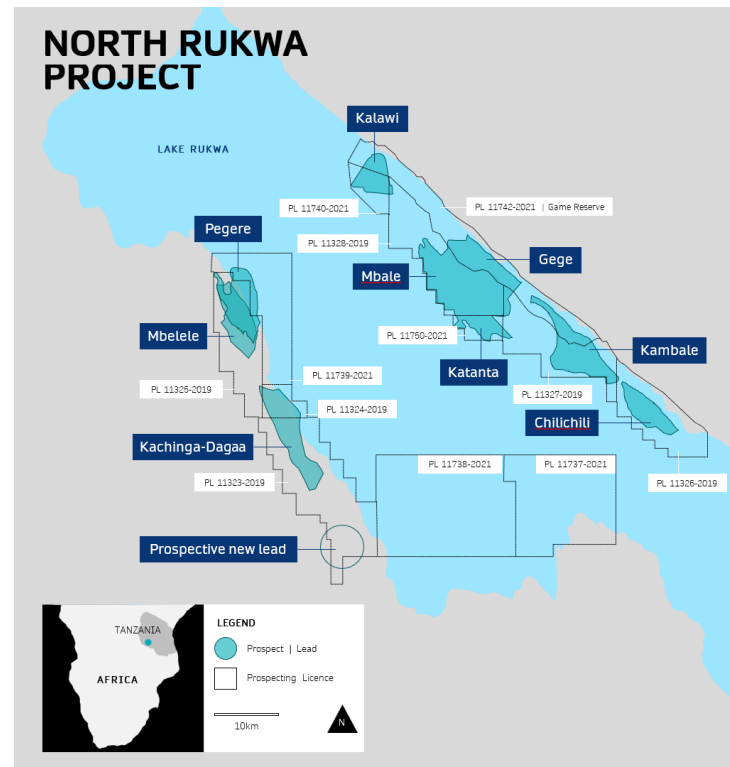 NORTH RUKWA
PROJECT
Kalawi
LAKE RUKWA
PL 11740-2021
PL 11742-2021 | Game Reserve
Pegere
PL 11328-2019
Gege
Mbale
Mbelele
PL 11750-2021
Kambale
Katanta
PL 11739-2021
PL 11325-2019
PL 11327-2019
PL 11324-2019
Chilichili
Kachinga-Dagaa
PL 11738-2021
PL 11737-2021
PL 11323-2019
PL 11326-2019
Prospective new lead
TANZANIA
AFRICA
LEGEND
Prospect | Lead
Prospecting Licence
10km
N